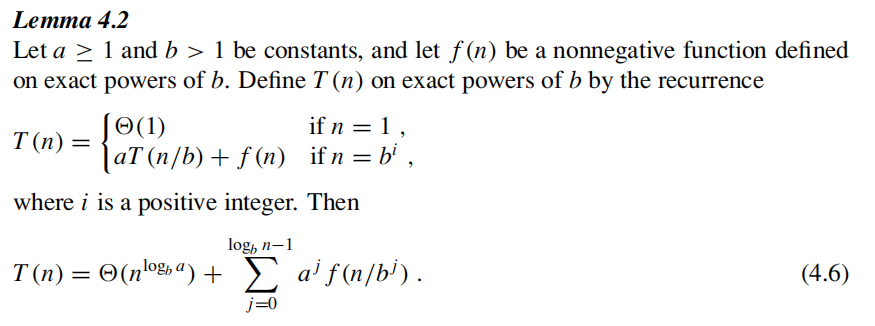 Lemma 4.2
Let a ≥ 1 and b > 1 be constants, and let f(n) be a nonnegative function defined
on exact powers of b. Define T(n) on exact powers of b by the recurrence
T(n) = { Θ(1) if n = 1 ,
aT(n/b) + f(n) if n = bⁱ ,
where i is a positive integer. Then
T(n) = Θ(n^{log_b a}) + ∑_{j=0}^{log_b n−1} a^j f(n/b^j) . (4.6)